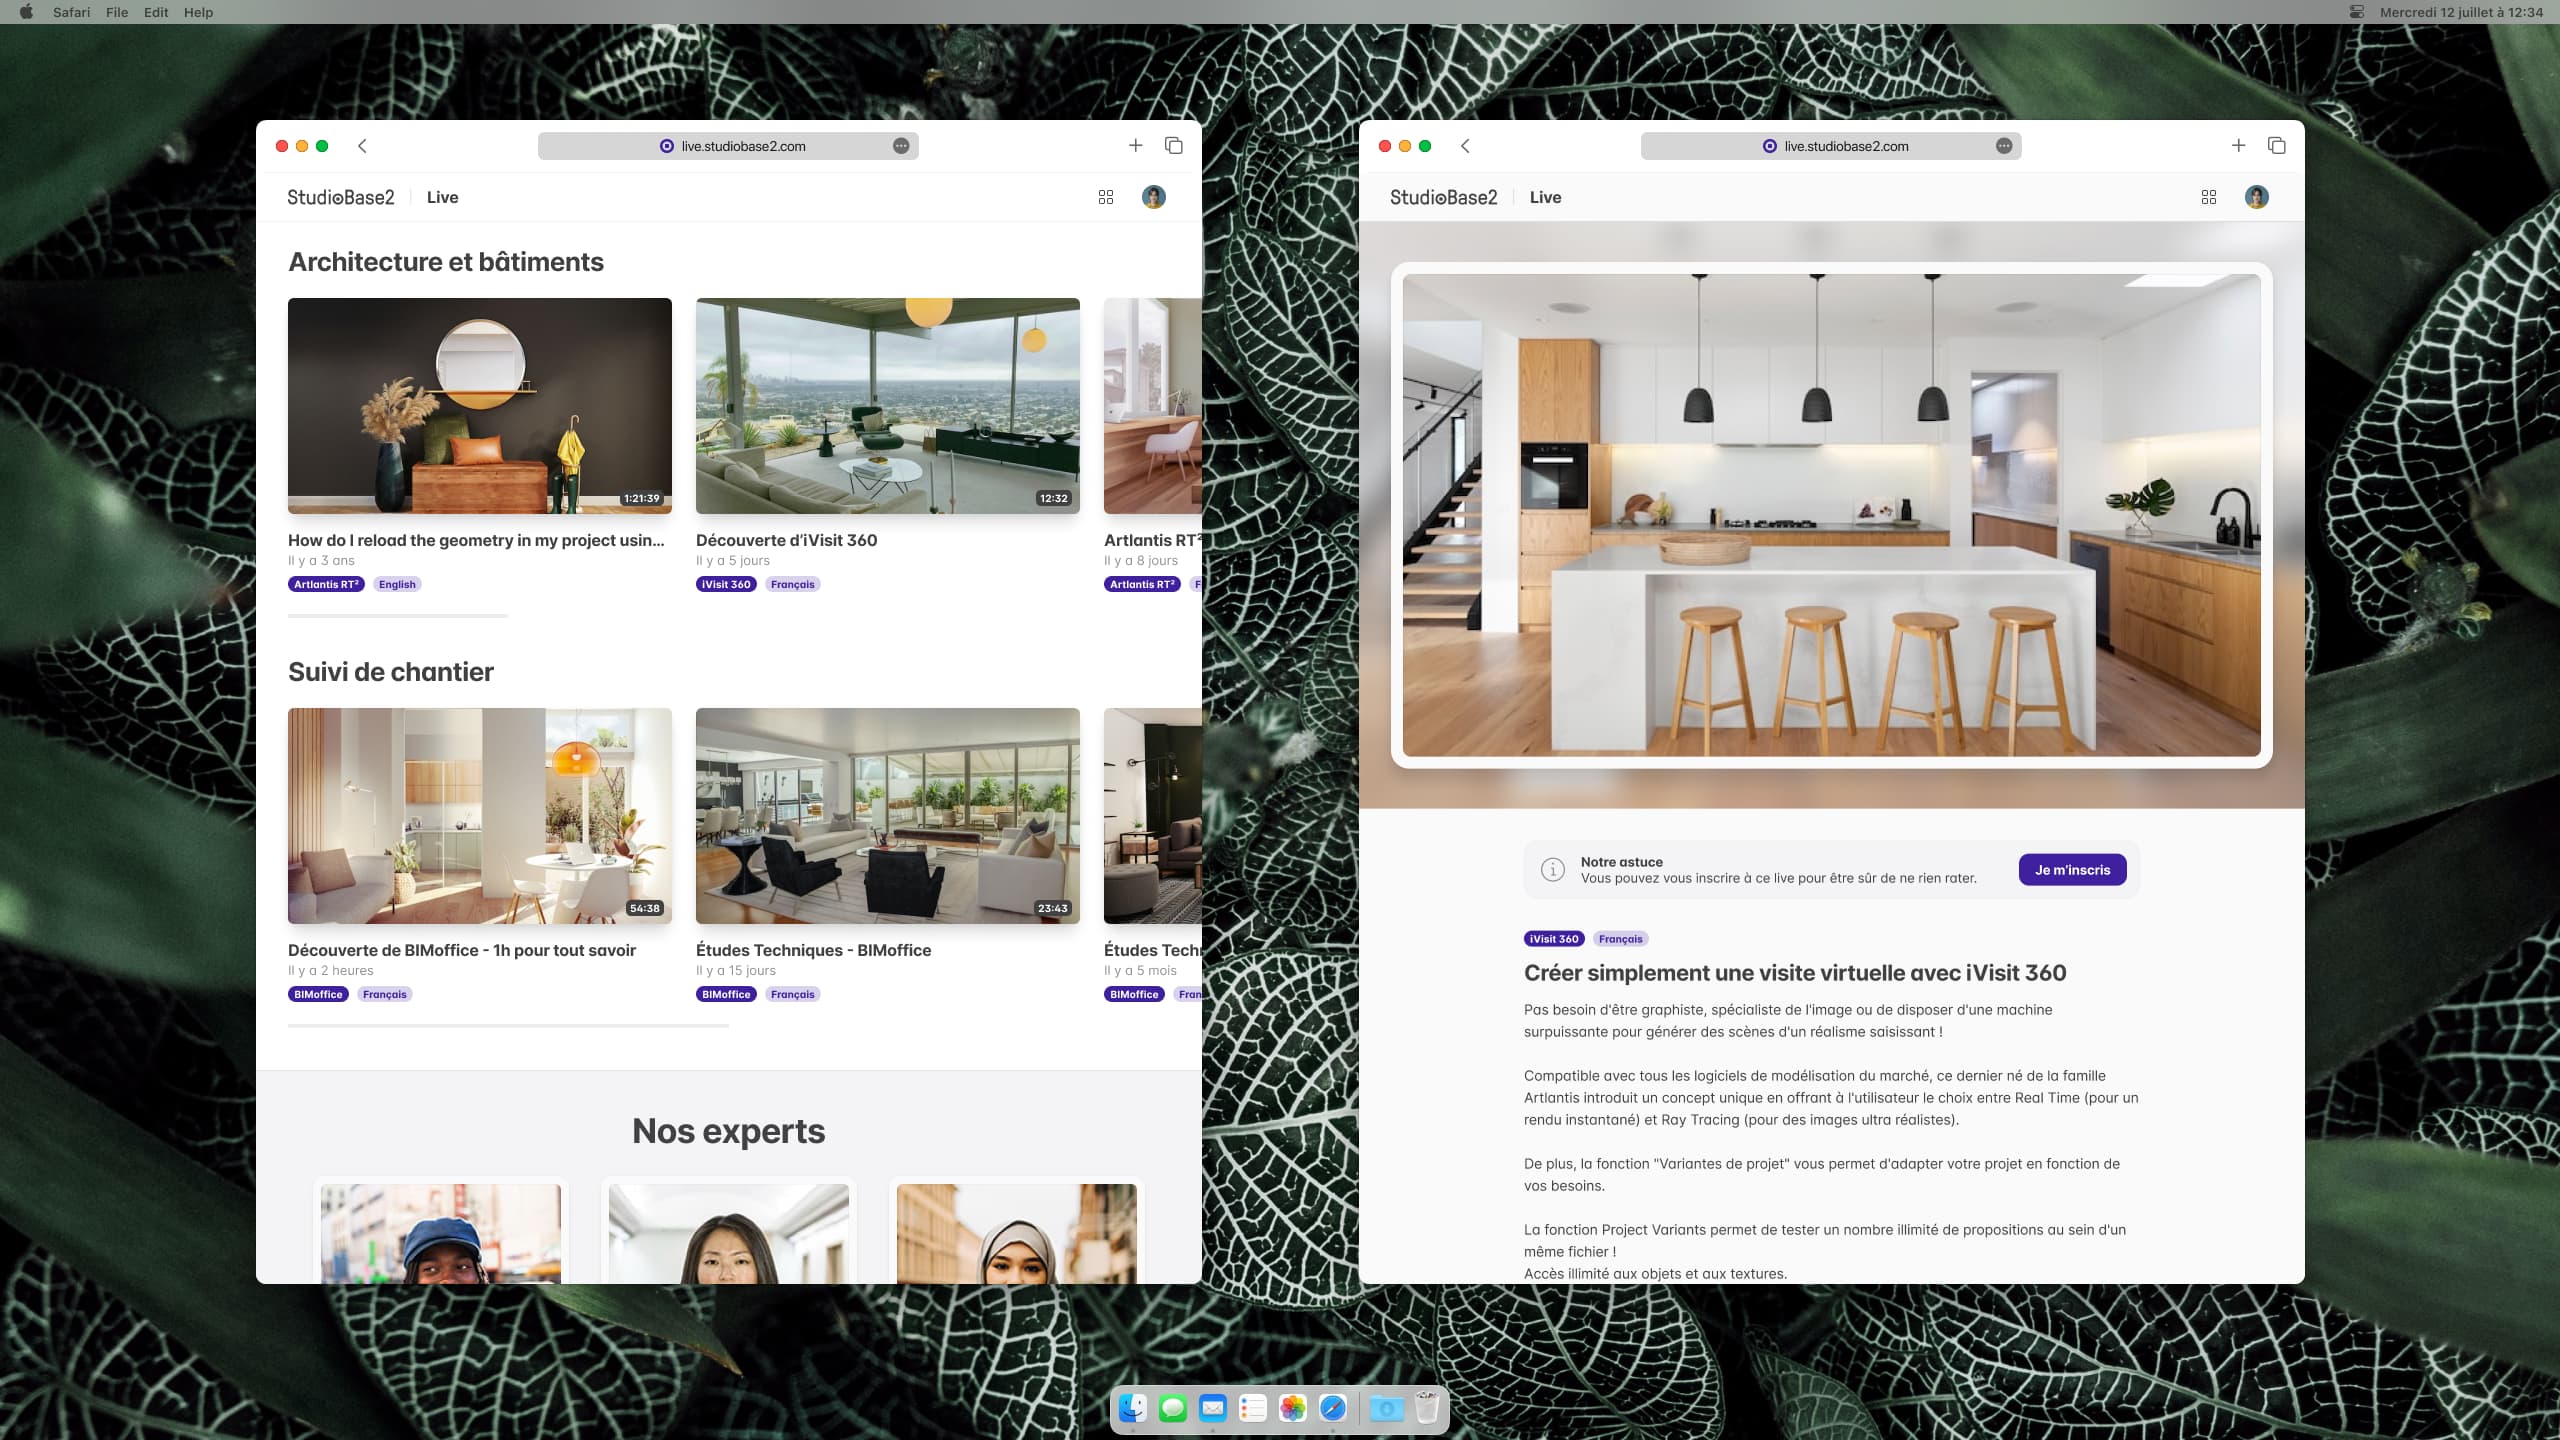 Safari File Edit Help
Mercredi 12 juillet à 12:34
live.studiobase2.com
StudioBase2 Live
Architecture et bâtiments
1:21:39
12:32
How do I reload the geometry in my project usin...
Il y a 3 ans
Artlantis RT² English
Découverte d'iVisit 360
Il y a 5 jours
iVisit 360 Français
Artlantis RT²
Il y a 8 jours
Artlantis RT² F
Suivi de chantier
54:38
23:43
Découverte de BIMoffice - 1h pour tout savoir
Il y a 2 heures
BIMoffice Français
Études Techniques - BIMoffice
Il y a 15 jours
BIMoffice Français
Études Techn
Il y a 5 mois
BIMoffice Fran
Nos experts
live.studiobase2.com
StudioBase2 Live
Notre astuce
Vous pouvez vous inscrire à ce live pour être sûr de ne rien rater.
Je m'inscris
iVisit 360 Français
Créer simplement une visite virtuelle avec iVisit 360
Pas besoin d'être graphiste, spécialiste de l'image ou de disposer d'une machine
surpuissante pour générer des scènes d'un réalisme saisissant !
Compatible avec tous les logiciels de modélisation du marché, ce dernier né de la famille
Artlantis introduit un concept unique en offrant à l'utilisateur le choix entre Real Time (pour un
rendu instantané) et Ray Tracing (pour des images ultra réalistes).
De plus, la fonction "Variantes de projet" vous permet d'adapter votre projet en fonction de
vos besoins.
La fonction Project Variants permet de tester un nombre illimité de propositions au sein d'un
même fichier !
Accès illimité aux objets et aux textures.